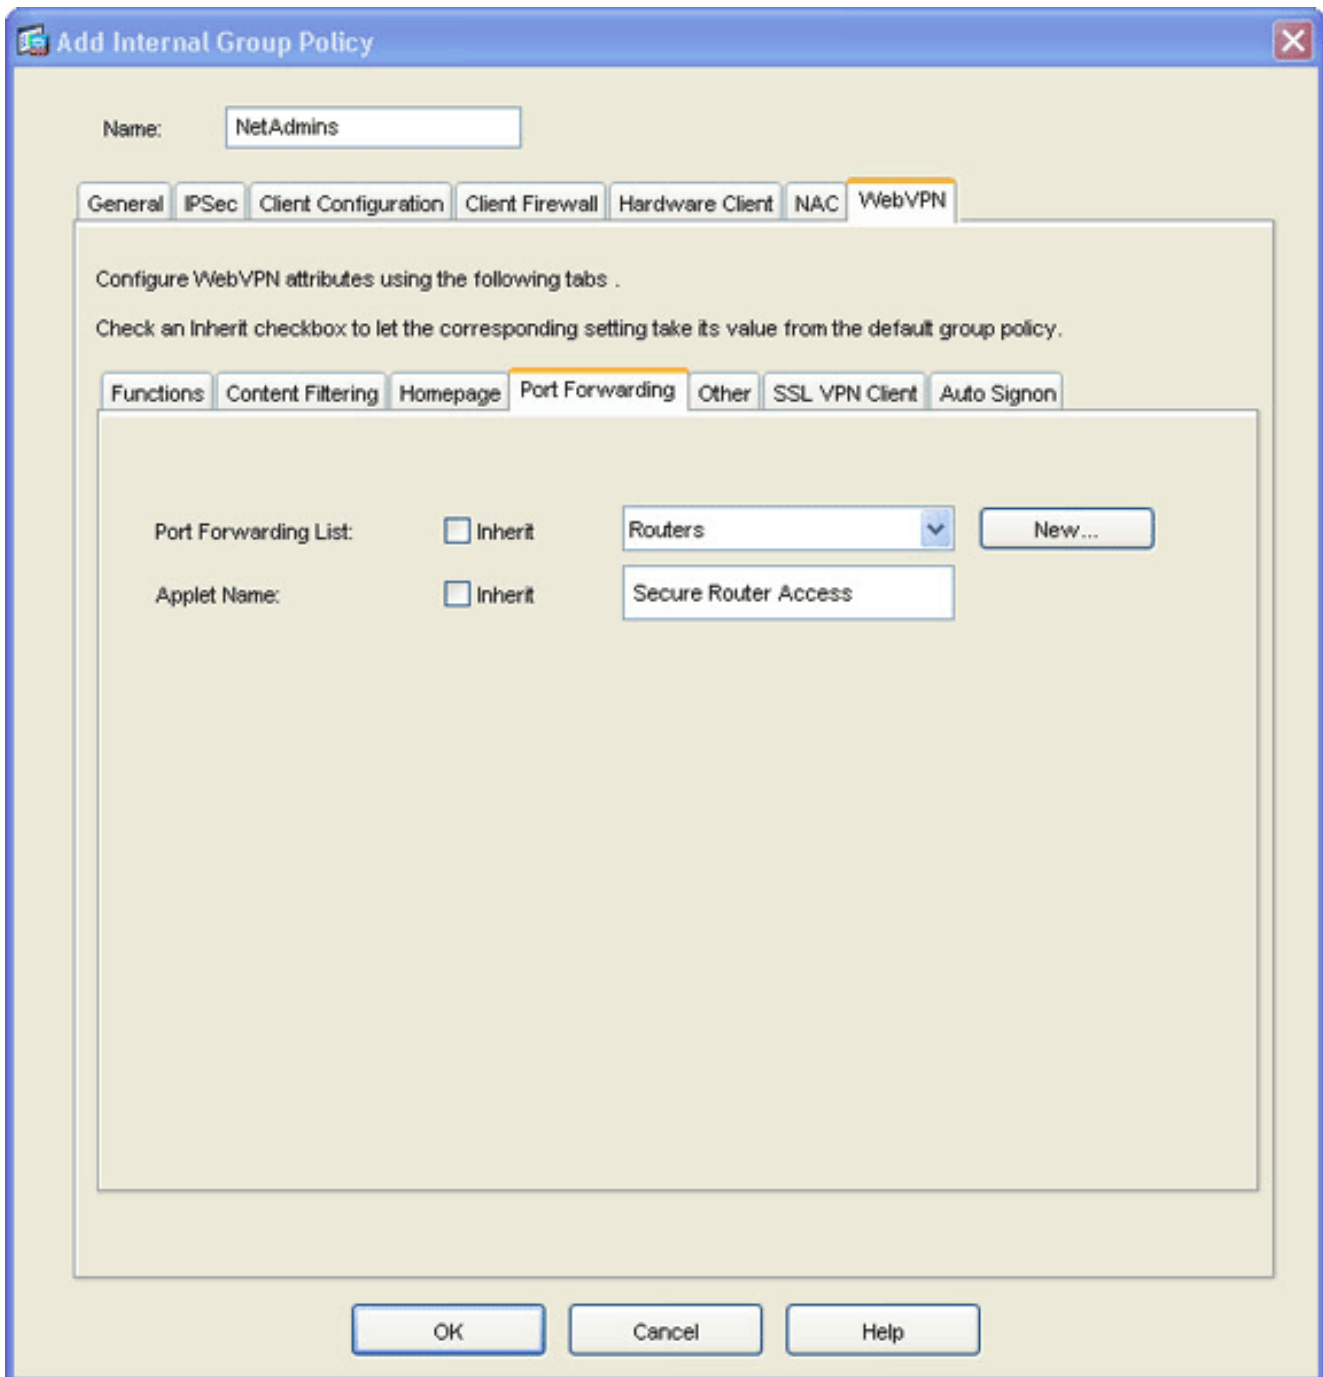 Add Internal Group Policy
Name: NetAdmins
General IPSec Client Configuration Client Firewall Hardware Client NAC WebVPN
Configure WebVPN attributes using the following tabs .
Check an Inherit checkbox to let the corresponding setting take its value from the default group policy.
Functions Content Filtering Homepage Port Forwarding Other SSL VPN Client Auto Signon
Port Forwarding List: Inherit Routers New...
Applet Name: Inherit Secure Router Access
OK Cancel Help